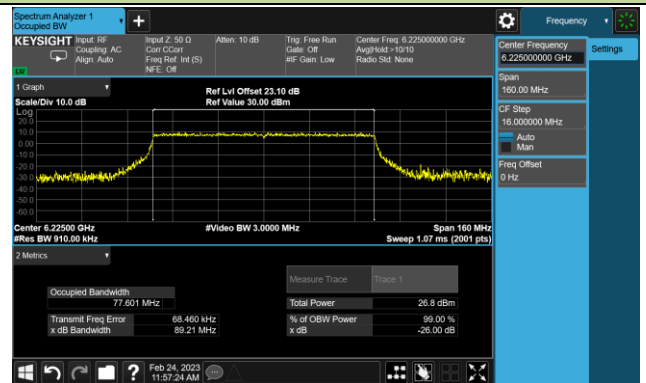 Spectrum Analyzer 1
Occupied BW
Frequency
KEYSIGHT
Input: RF
Coupling: AC
Align: Auto
Input Z: 50 Ω
Corr CCorr
Freq Ref: Int (S)
NFE: Off
Atten: 10 dB
Trig: Free Run
Gate: Off
#IF Gain: Low
Center Freq: 6.225000000 GHz
Avg|Hold:>10/10
Radio Std: None
Center Frequency
6.225000000 GHz
Settings
Span
160.00 MHz
CF Step
16.000000 MHz
Auto
Man
Freq Offset
0 Hz
1 Graph
Scale/Div 10.0 dB
Ref Lvl Offset 23.10 dB
Ref Value 30.00 dBm
Log
20.0
10.0
0.00
-10.0
-20.0
-30.0
-40.0
-50.0
-60.0
Center 6.22500 GHz
#Res BW 910.00 kHz
#Video BW 3.0000 MHz
Span 160 MHz
Sweep 1.07 ms (2001 pts)
2 Metrics
Measure Trace
Trace 1
Occupied Bandwidth
77.601 MHz
Total Power
26.8 dBm
Transmit Freq Error
68.460 kHz
% of OBW Power
99.00 %
x dB Bandwidth
89.21 MHz
x dB
-26.00 dB
?
Feb 24, 2023
11:57:24 AM